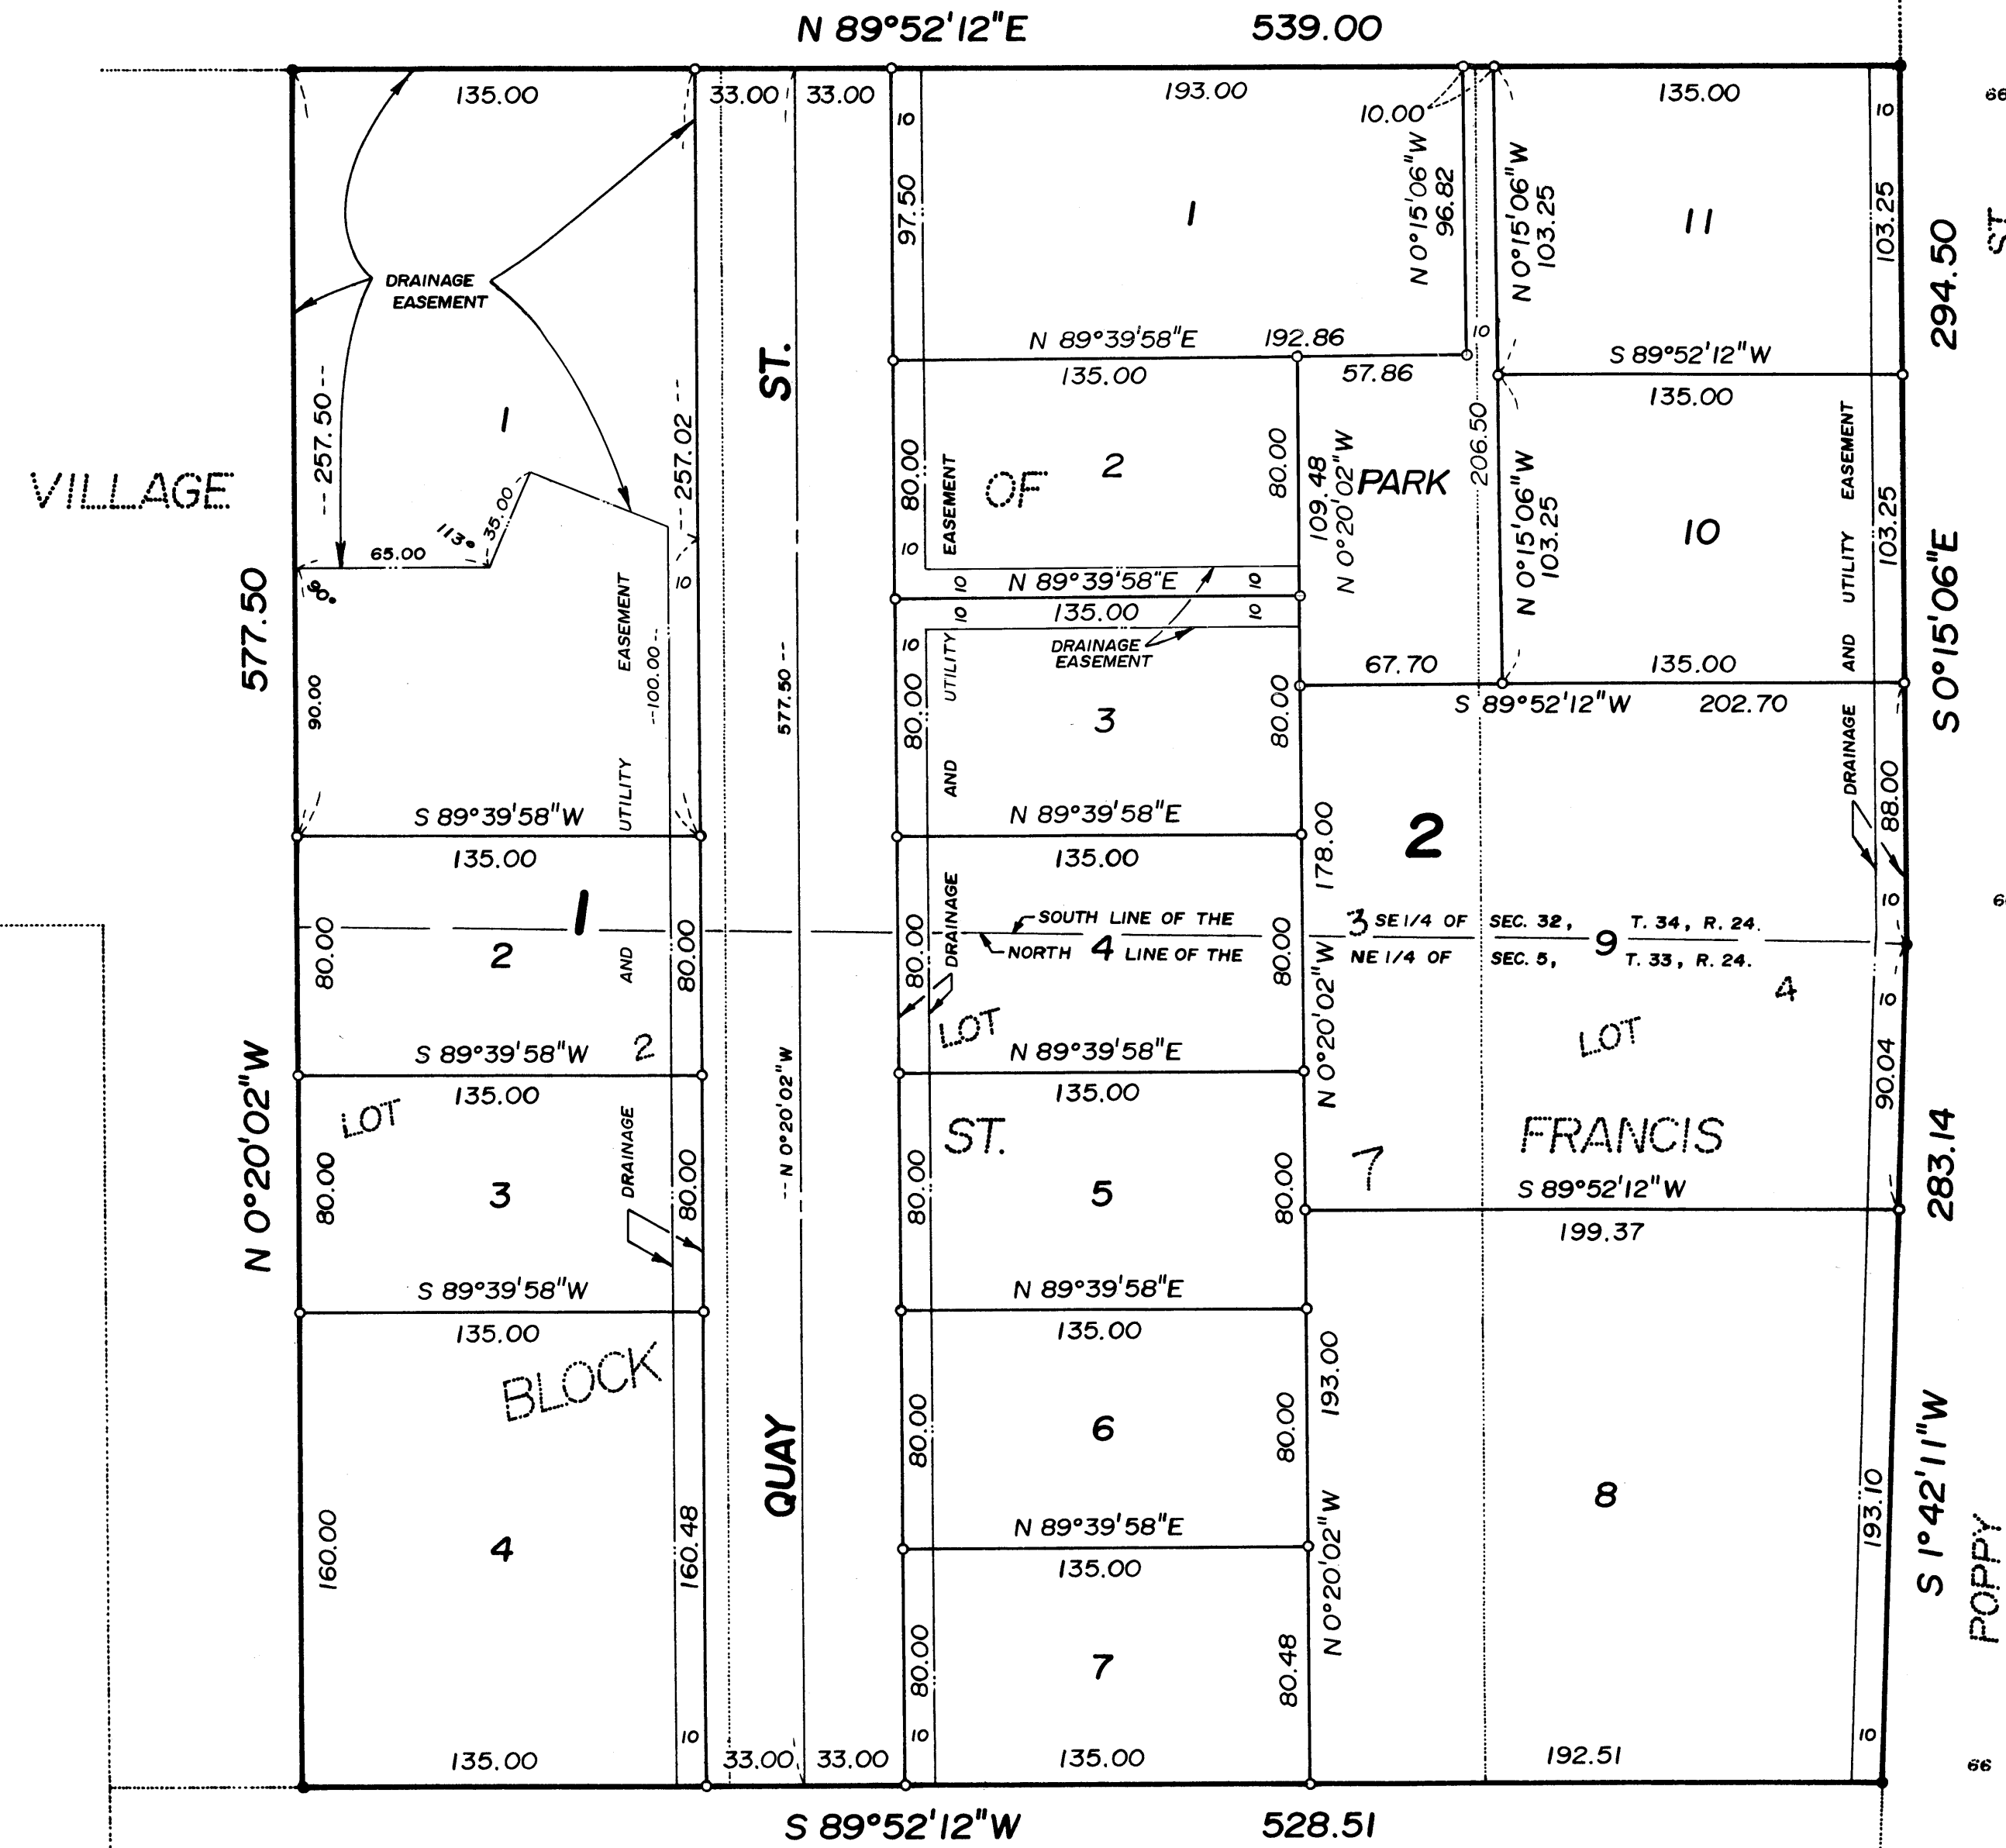 N 89°52'12"E 539.00
135.00 33.00 33.00 193.00 10.00 135.00 10
66
10
97.50
1
N 0°15'06"W
96.82
N 0°15'06"W
103.25
11
103.25
294.50
ST.
DRAINAGE
EASEMENT
--257.50--
1
--257.02--
ST.
N 89°39'58"E 192.86
135.00
57.86
10
S 89°52'12"W
135.00
VILLAGE
113°
35.00
65.00
90°
90.00
10
EASEMENT
UTILITY
--100.00--
577.50
--577.50--
80.00
10
EASEMENT
OF
2
80.00
109.48
N 0°20'02"W
PARK
206.50
N 0°15'06"W
103.25
10
EASEMENT
UTILITY
AND
103.25
S 0°15'06"E
10 N 89°39'58"E 10
10 135.00 10
10
DRAINAGE
EASEMENT
80.00
UTILITY
AND
3
80.00
67.70
135.00
S 89°52'12"W 202.70
DRAINAGE
88.00
S 89°39'58"W
135.00
N 89°39'58"E
135.00
178.00
2
1
80.00
2
AND
80.00
80.00
DRAINAGE
SOUTH LINE OF THE 3 SE 1/4 OF SEC. 32, T. 34, R. 24.
NORTH 4 LINE OF THE NE 1/4 OF SEC. 5, 9 T. 33, R. 24.
80.00
10
66
4
10
LOT
LOT
N 0°20'02"W
S 89°39'58"W 2
135.00
N 89°39'58"E
135.00
90.04
283.14
N 0°20'02"W
LOT
--N 0°20'02"W
ST.
7
FRANCIS
80.00
3
DRAINAGE
80.00
80.00
5
80.00
S 89°52'12"W
199.37
S 89°39'58"W
135.00
N 89°39'58"E
135.00
BLOCK
QUAY
80.00
6
80.00
193.00
N 0°20'02"W
8
193.10
S 1°42'11"W
POPPY
160.00
4
160.48
N 89°39'58"E
135.00
80.00
7
80.48
10
10
10
66
135.00 33.00 33.00 135.00 192.51
S 89°52'12"W 528.51